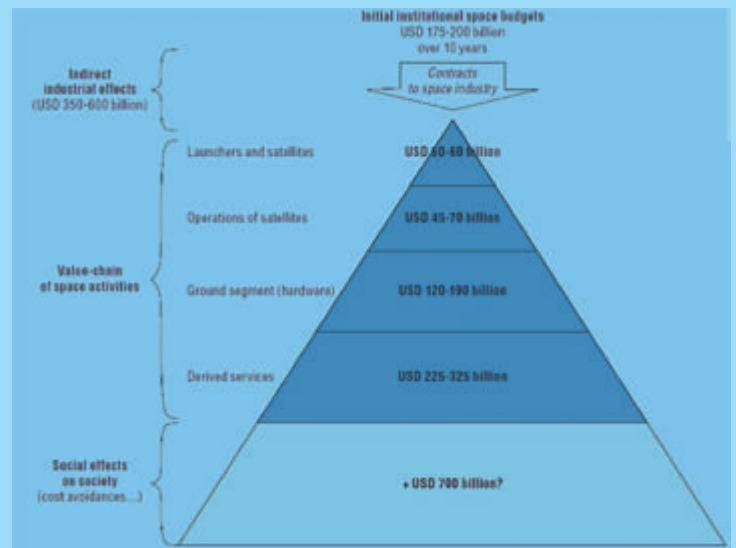 Initial institutional space budgets
USD 175-200 billion
over 10 years
Contracts
to space industry
Indirect
industrial effects
(USD 350-600 billion)
Launchers and satellites
USD 50-60 billion
Operations of satellites
USD 45-70 billion
Value-chain
of space activities
Ground segment (hardware)
USD 120-190 billion
Derived services
USD 225-325 billion
Social effects
on society
(cost avoidances...)
+ USD 700 billion?